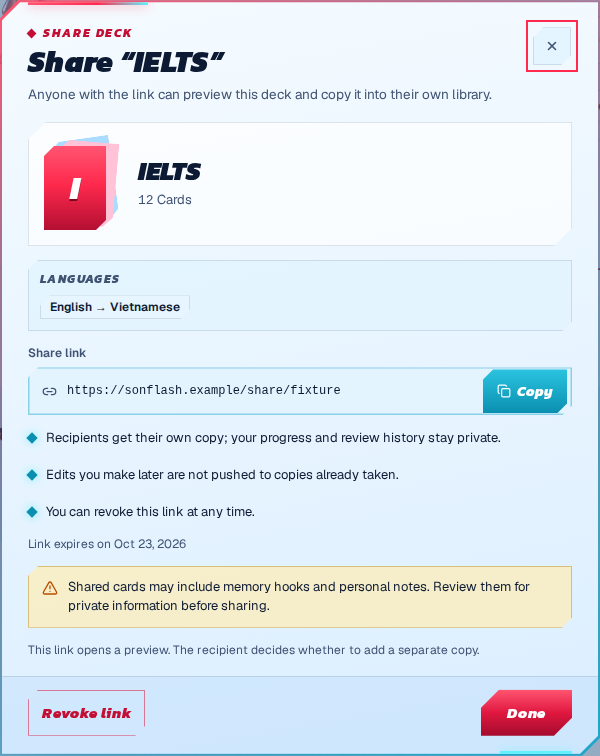 SHARE DECK
Share “IELTS”
Anyone with the link can preview this deck and copy it into their own library.
I
IELTS
12 Cards
LANGUAGES
English → Vietnamese
Share link
https://sonflash.example/share/fixture
Copy
Recipients get their own copy; your progress and review history stay private.
Edits you make later are not pushed to copies already taken.
You can revoke this link at any time.
Link expires on Oct 23, 2026
Shared cards may include memory hooks and personal notes. Review them for
private information before sharing.
This link opens a preview. The recipient decides whether to add a separate copy.
Revoke link
Done